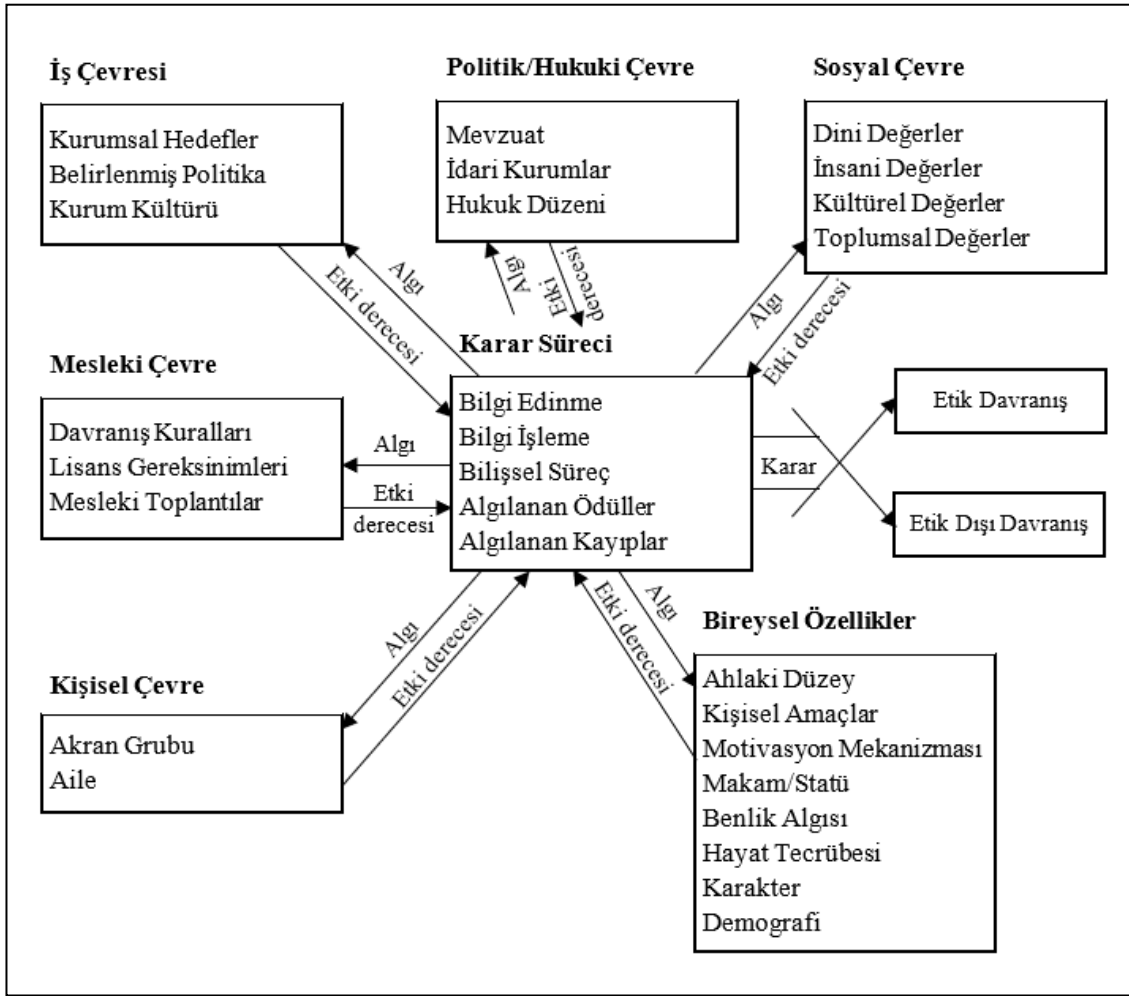 İş Çevresi
Kurumsal Hedefler
Belirlenmiş Politika
Kurum Kültürü
Politik/Hukuki Çevre
Mevzuat
İdari Kurumlar
Hukuk Düzeni
Sosyal Çevre
Dini Değerler
İnsani Değerler
Kültürel Değerler
Toplumsal Değerler
Algı
Etki derecesi
Algı
Etki
derecesi
Algı
Etki derecesi
Mesleki Çevre
Davranış Kuralları
Lisans Gereksinimleri
Mesleki Toplantılar
Algı
Etki
derecesi
Karar Süreci
Bilgi Edinme
Bilgi İşleme
Bilişsel Süreç
Algılanan Ödüller
Algılanan Kayıplar
Karar
Etik Davranış
Etik Dışı Davranış
Algı
Etki derecesi
Etki derecesi
Algı
Kişisel Çevre
Akran Grubu
Aile
Bireysel Özellikler
Ahlaki Düzey
Kişisel Amaçlar
Motivasyon Mekanizması
Makam/Statü
Benlik Algısı
Hayat Tecrübesi
Karakter
Demografi